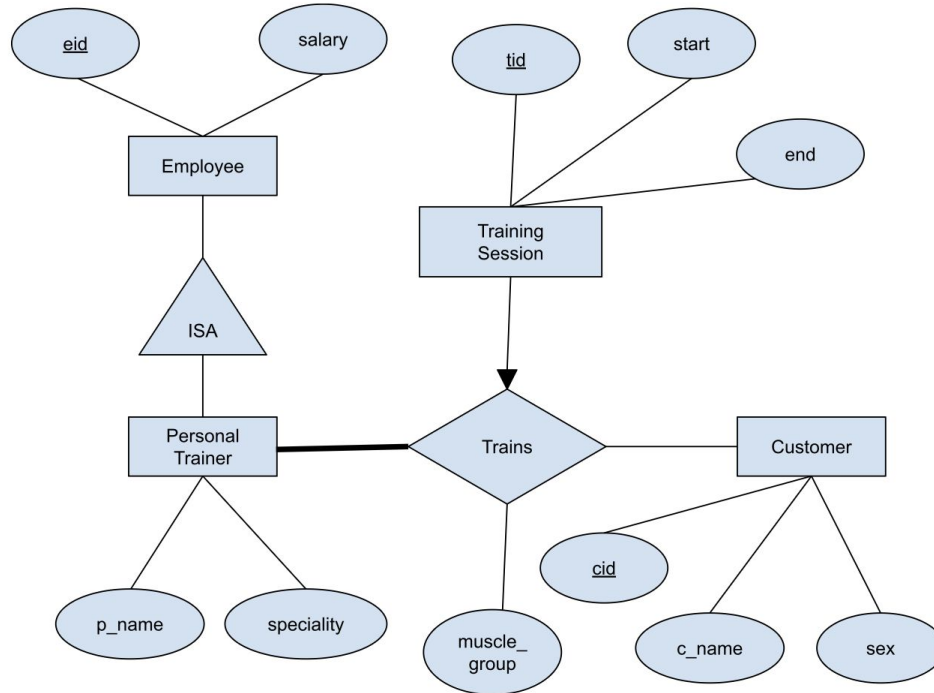 eid
salary
tid
start
end
Employee
Training
Session
ISA
Personal
Trainer
Trains
Customer
p_name
speciality
muscle_
group
cid
c_name
sex